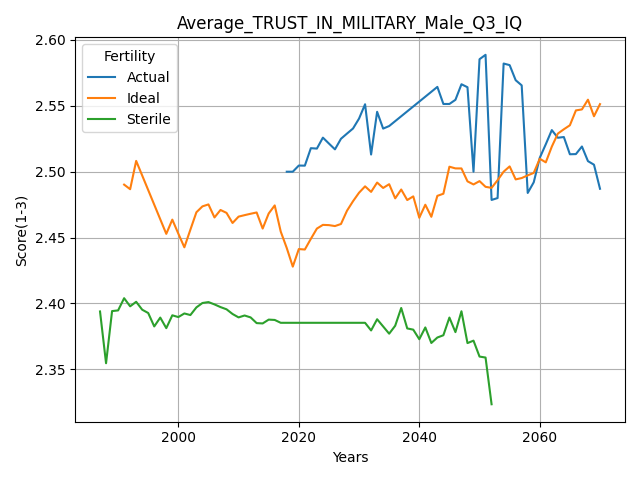 Average_TRUST_IN_MILITARY_Male_Q3_IQ
Fertility
Actual
Ideal
Sterile
Score(1-3)
2.60
2.55
2.50
2.45
2.40
2.35
2000
2020
2040
2060
Years